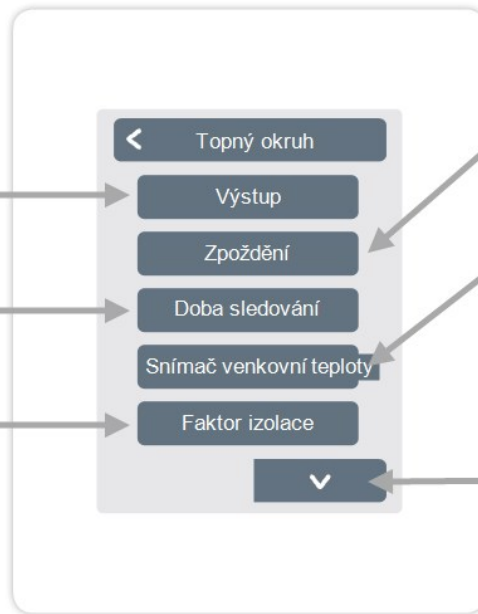 Topný okruh
Výstup
Zpoždění
Doba sledování
Snímač venkovní teploty
Faktor izolace